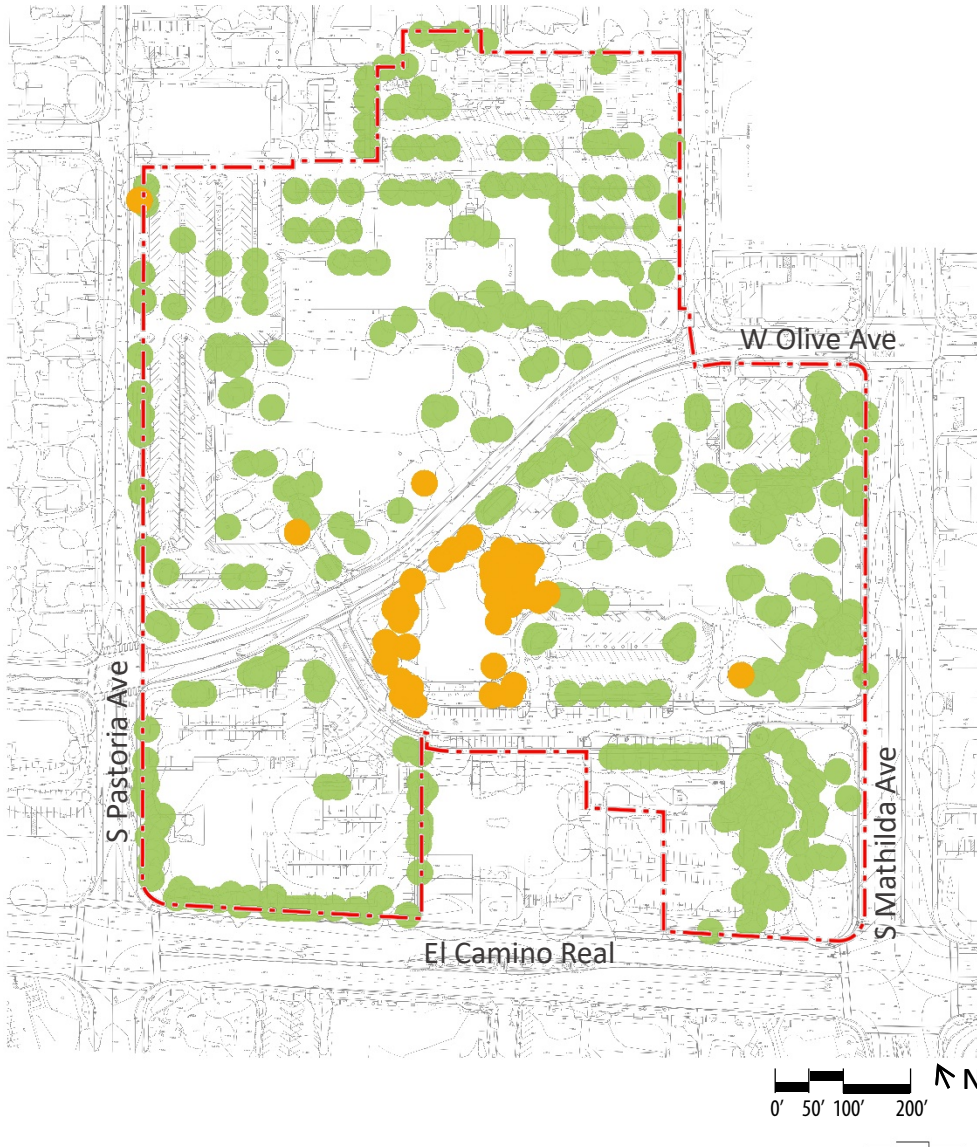 W Olive Ave
S Pastoria Ave
S Mathilda Ave
El Camino Real
N
0' 50' 100' 200'